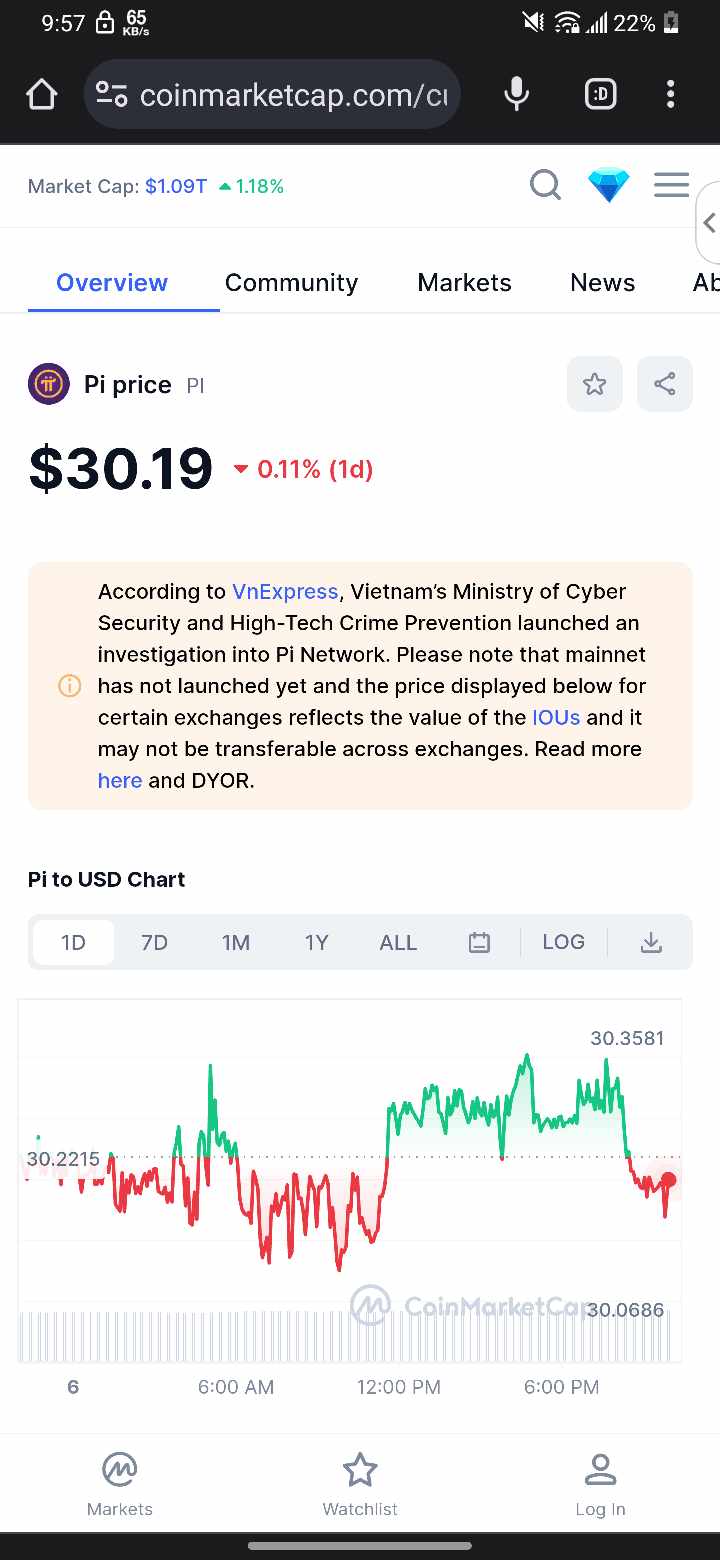 9:57 65 KB/s 22%
coinmarketcap.com/cu
:D
Market Cap: $1.09T 1.18%
Overview Community Markets News Ab
Pi price PI
$30.19 0.11% (1d)
According to VnExpress, Vietnam's Ministry of Cyber
Security and High-Tech Crime Prevention launched an
investigation into Pi Network. Please note that mainnet
has not launched yet and the price displayed below for
certain exchanges reflects the value of the IOUs and it
may not be transferable across exchanges. Read more
here and DYOR.
Pi to USD Chart
1D 7D 1M 1Y ALL LOG
30.3581
30.2215
CoinMarketCap
30.0686
6 6:00 AM 12:00 PM 6:00 PM
Markets Watchlist Log In